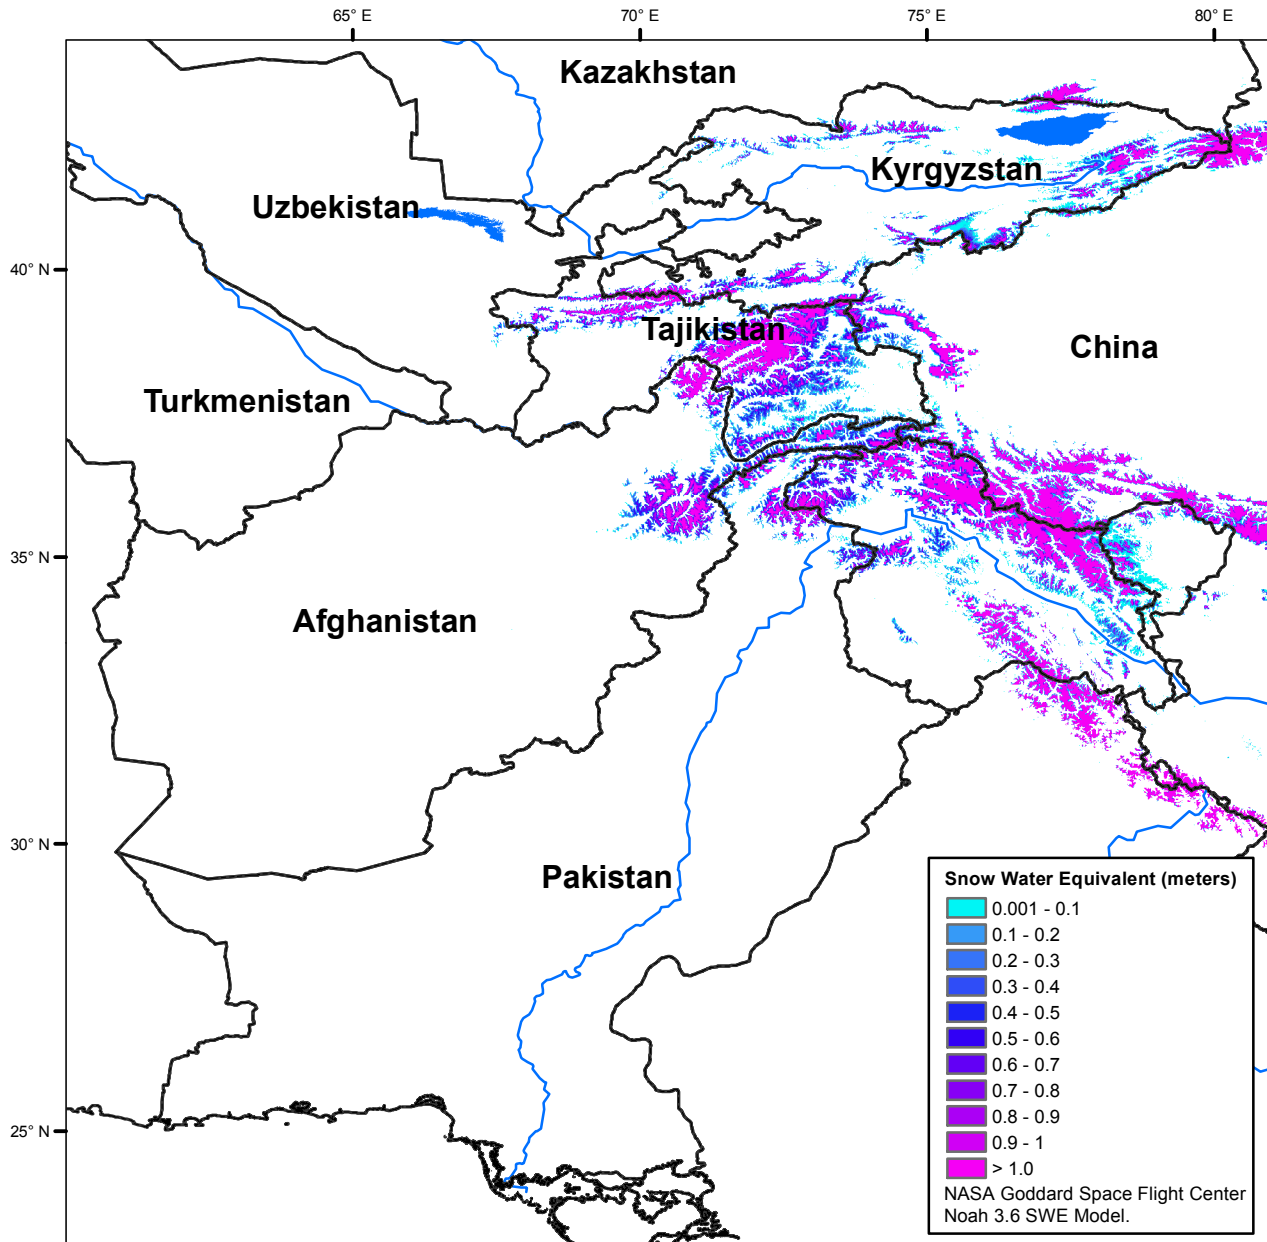 65° E
70° E
75° E
80° E
Kazakhstan
Kyrgyzstan
Uzbekistan
40° N
Tajikistan
China
Turkmenistan
35° N
Afghanistan
30° N
Pakistan
25° N
Snow Water Equivalent (meters)
0.001 - 0.1
0.1 - 0.2
0.2 - 0.3
0.3 - 0.4
0.4 - 0.5
0.5 - 0.6
0.6 - 0.7
0.7 - 0.8
0.8 - 0.9
0.9 - 1
> 1.0
NASA Goddard Space Flight Center
Noah 3.6 SWE Model.